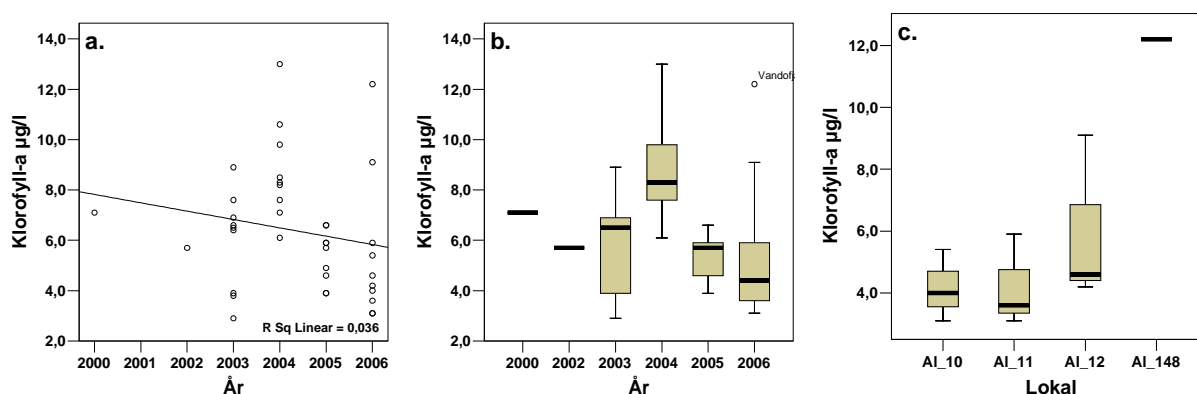 a.
Klorofyll-a µg/l
14,0
12,0
10,0
8,0
6,0
4,0
2,0
R Sq Linear = 0,036
2000 2001 2002 2003 2004 2005 2006
År
b.
Klorofyll-a µg/l
14,0
12,0
10,0
8,0
6,0
4,0
2,0
2000 2002 2003 2004 2005 2006
År
c.
Klorofyll-a µg/l
12,0
10,0
8,0
6,0
4,0
Al_10 Al_11 Al_12 Al_148
Lokal